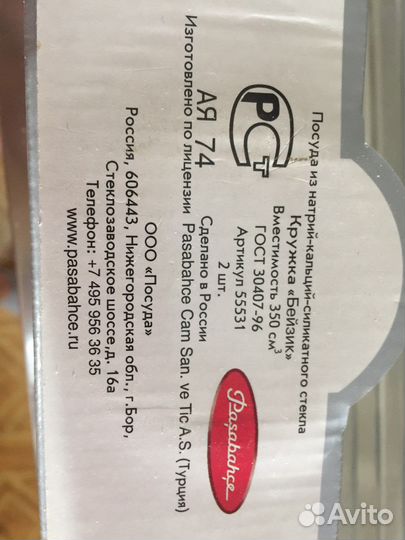 Посуда из натрий-кальций-силикатного стекла
Кружка «Бейзик»
Вместимость 350 см³
ГОСТ 30407-96
Артикул 55531
2 шт.
РСТ
АЯ 74
Сделано в России
Изготовлено по лицензии Pasabahce Cam San. ve Tic A.S. (Турция)
Paşabahçe
ООО «Посуда»
Россия, 606443, Нижегородская обл., г.Бор,
Стеклозаводское шоссе,д. 16а
Телефон: +7 495 956 36 35
www.pasabahce.ru
Avito